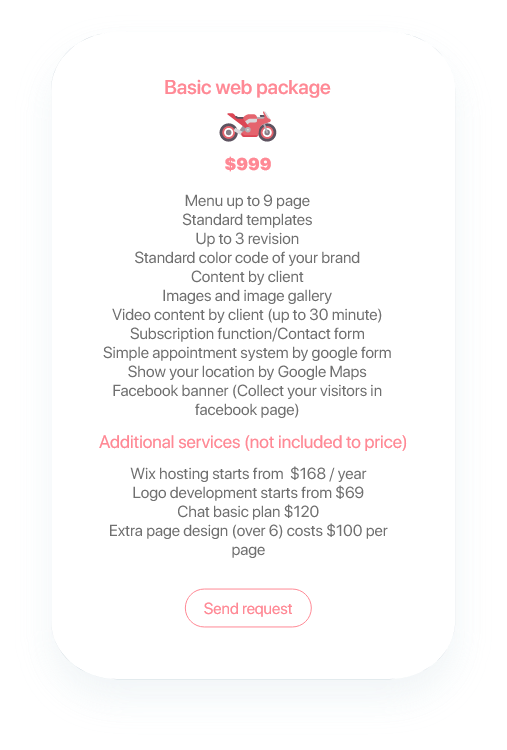 Basic web package
$999
Menu up to 9 page
Standard templates
Up to 3 revision
Standard color code of your brand
Content by client
Images and image gallery
Video content by client (up to 30 minute)
Subscription function/Contact form
Simple appointment system by google form
Show your location by Google Maps
Facebook banner (Collect your visitors in
facebook page)
Additional services (not included to price)
Wix hosting starts from $168 / year
Logo development starts from $69
Chat basic plan $120
Extra page design (over 6) costs $100 per
page
Send request